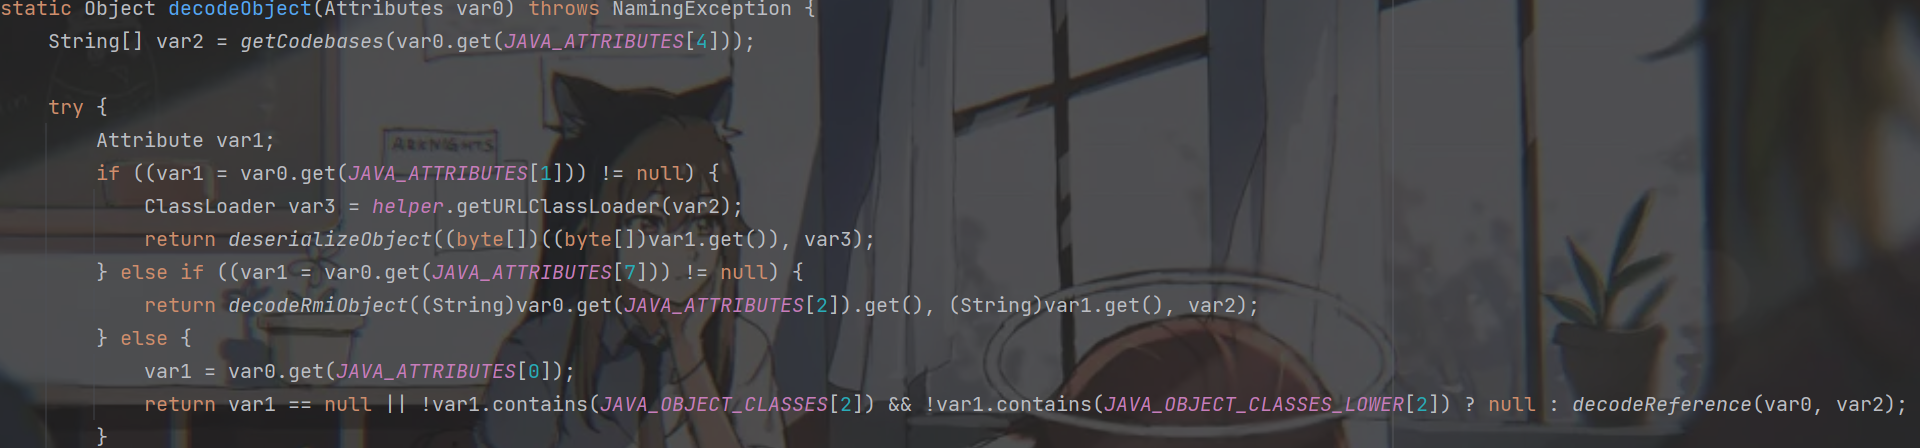 static Object decodeObject(Attributes var0) throws NamingException {
    String[] var2 = getCodebases(var0.get(JAVA_ATTRIBUTES[4]));
    try {
        Attribute var1;
        if ((var1 = var0.get(JAVA_ATTRIBUTES[1])) != null) {
            ClassLoader var3 = helper.getURLClassLoader(var2);
            return deserializeObject((byte[])((byte[])var1.get()), var3);
        } else if ((var1 = var0.get(JAVA_ATTRIBUTES[7])) != null) {
            return decodeRmiObject((String)var0.get(JAVA_ATTRIBUTES[2]).get(), (String)var1.get(), var2);
        } else {
            var1 = var0.get(JAVA_ATTRIBUTES[0]);
            return var1 == null || !var1.contains(JAVA_OBJECT_CLASSES[2]) && !var1.contains(JAVA_OBJECT_CLASSES_LOWER[2]) ? null : decodeReference(var0, var2);
        }
ARKNIGHTS